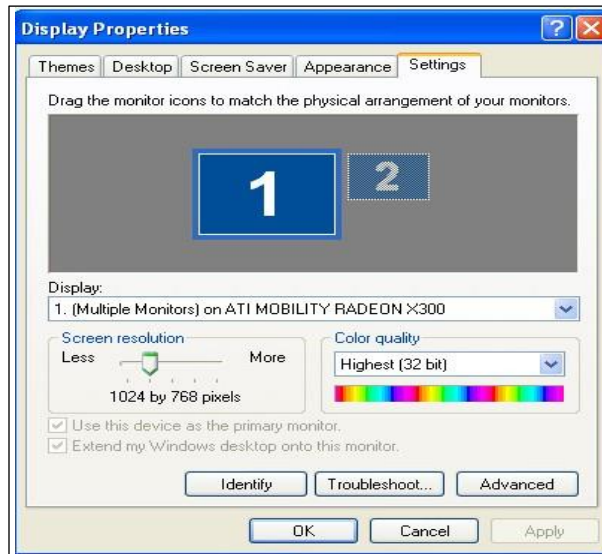 Display Properties
Themes Desktop Screen Saver Appearance Settings
Drag the monitor icons to match the physical arrangement of your monitors.
1 2
Display:
1. (Multiple Monitors) on ATI MOBILITY RADEON X300
Screen resolution Color quality
Less More Highest (32 bit)
1024 by 768 pixels
Use this device as the primary monitor.
Extend my Windows desktop onto this monitor.
Identify Troubleshoot... Advanced
OK Cancel Apply